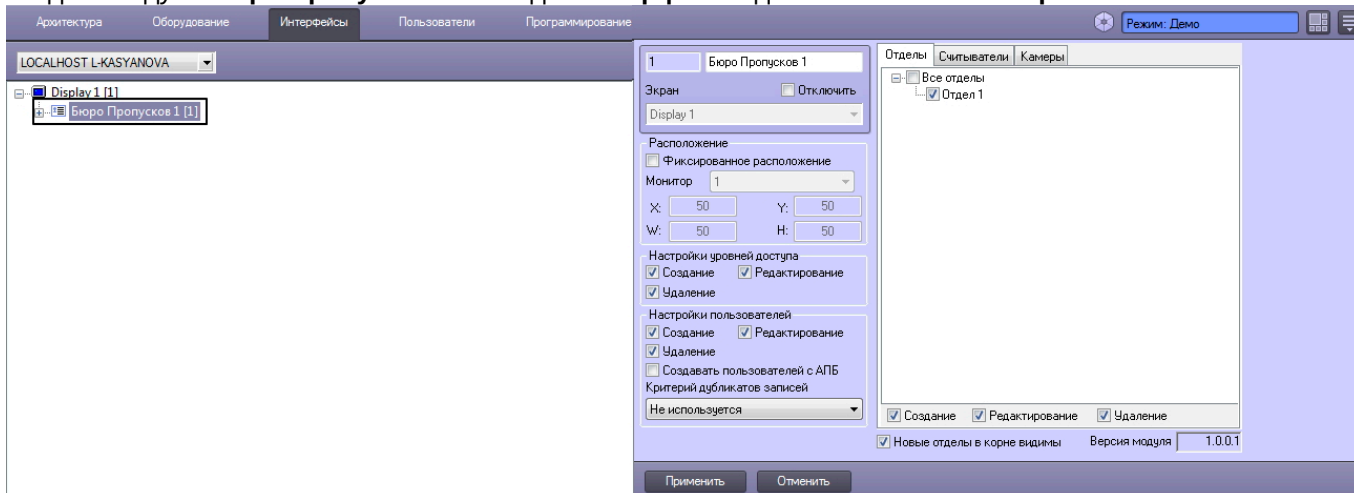 Архитектура Оборудование Интерфейсы Пользователи Программирование Режим: Демо
LOCALHOST L-KASYANOVA
Display 1 [1]
Бюро Пропусков 1 [1]
1 Бюро Пропусков 1
Экран Отключить
Display 1
Расположение
Фиксированное расположение
Монитор 1
X: 50 Y: 50
W: 50 H: 50
Настройки уровней доступа
Создание Редактирование
Удаление
Настройки пользователей
Создание Редактирование
Удаление
Создавать пользователей с АПБ
Критерий дубликатов записей
Не используется
Отделы Считыватели Камеры
Все отделы
Отдел 1
Создание Редактирование Удаление
Новые отделы в корне видимы Версия модуля 1.0.0.1
Применить Отменить